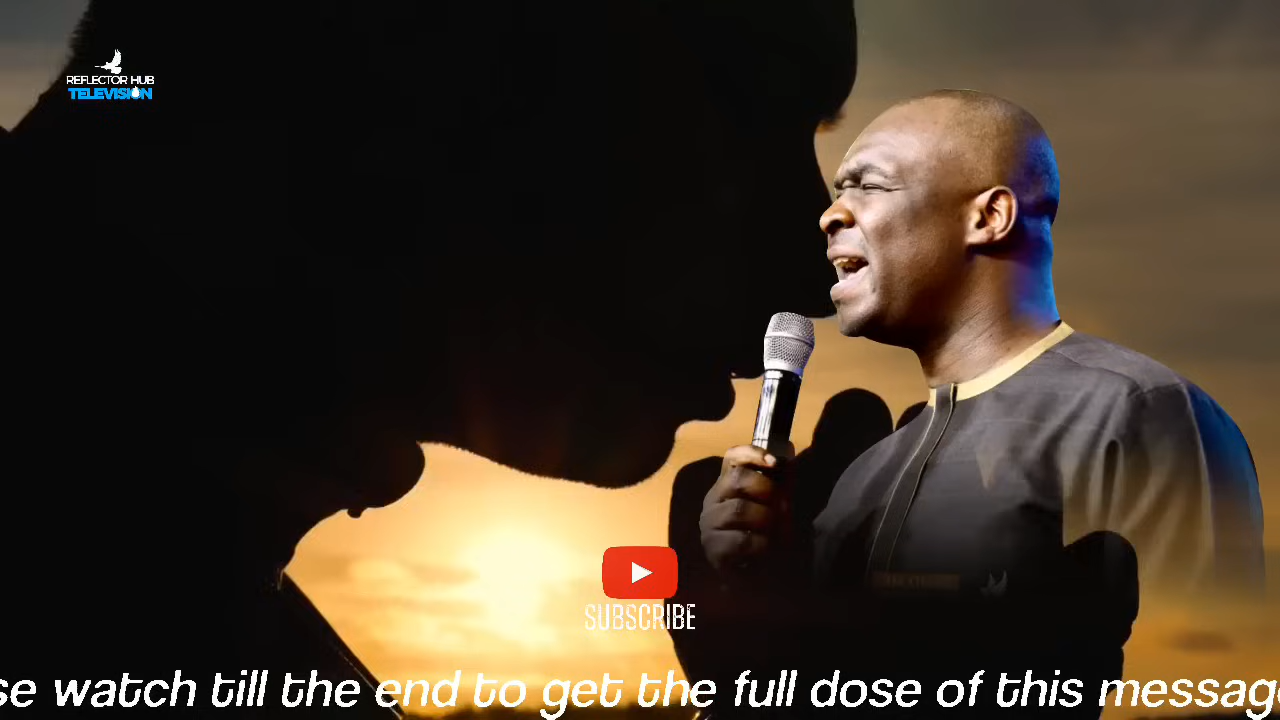 REFLECTOR HUB
TELEVISION
SUBSCRIBE
se watch till the end to get the full dose of this messag